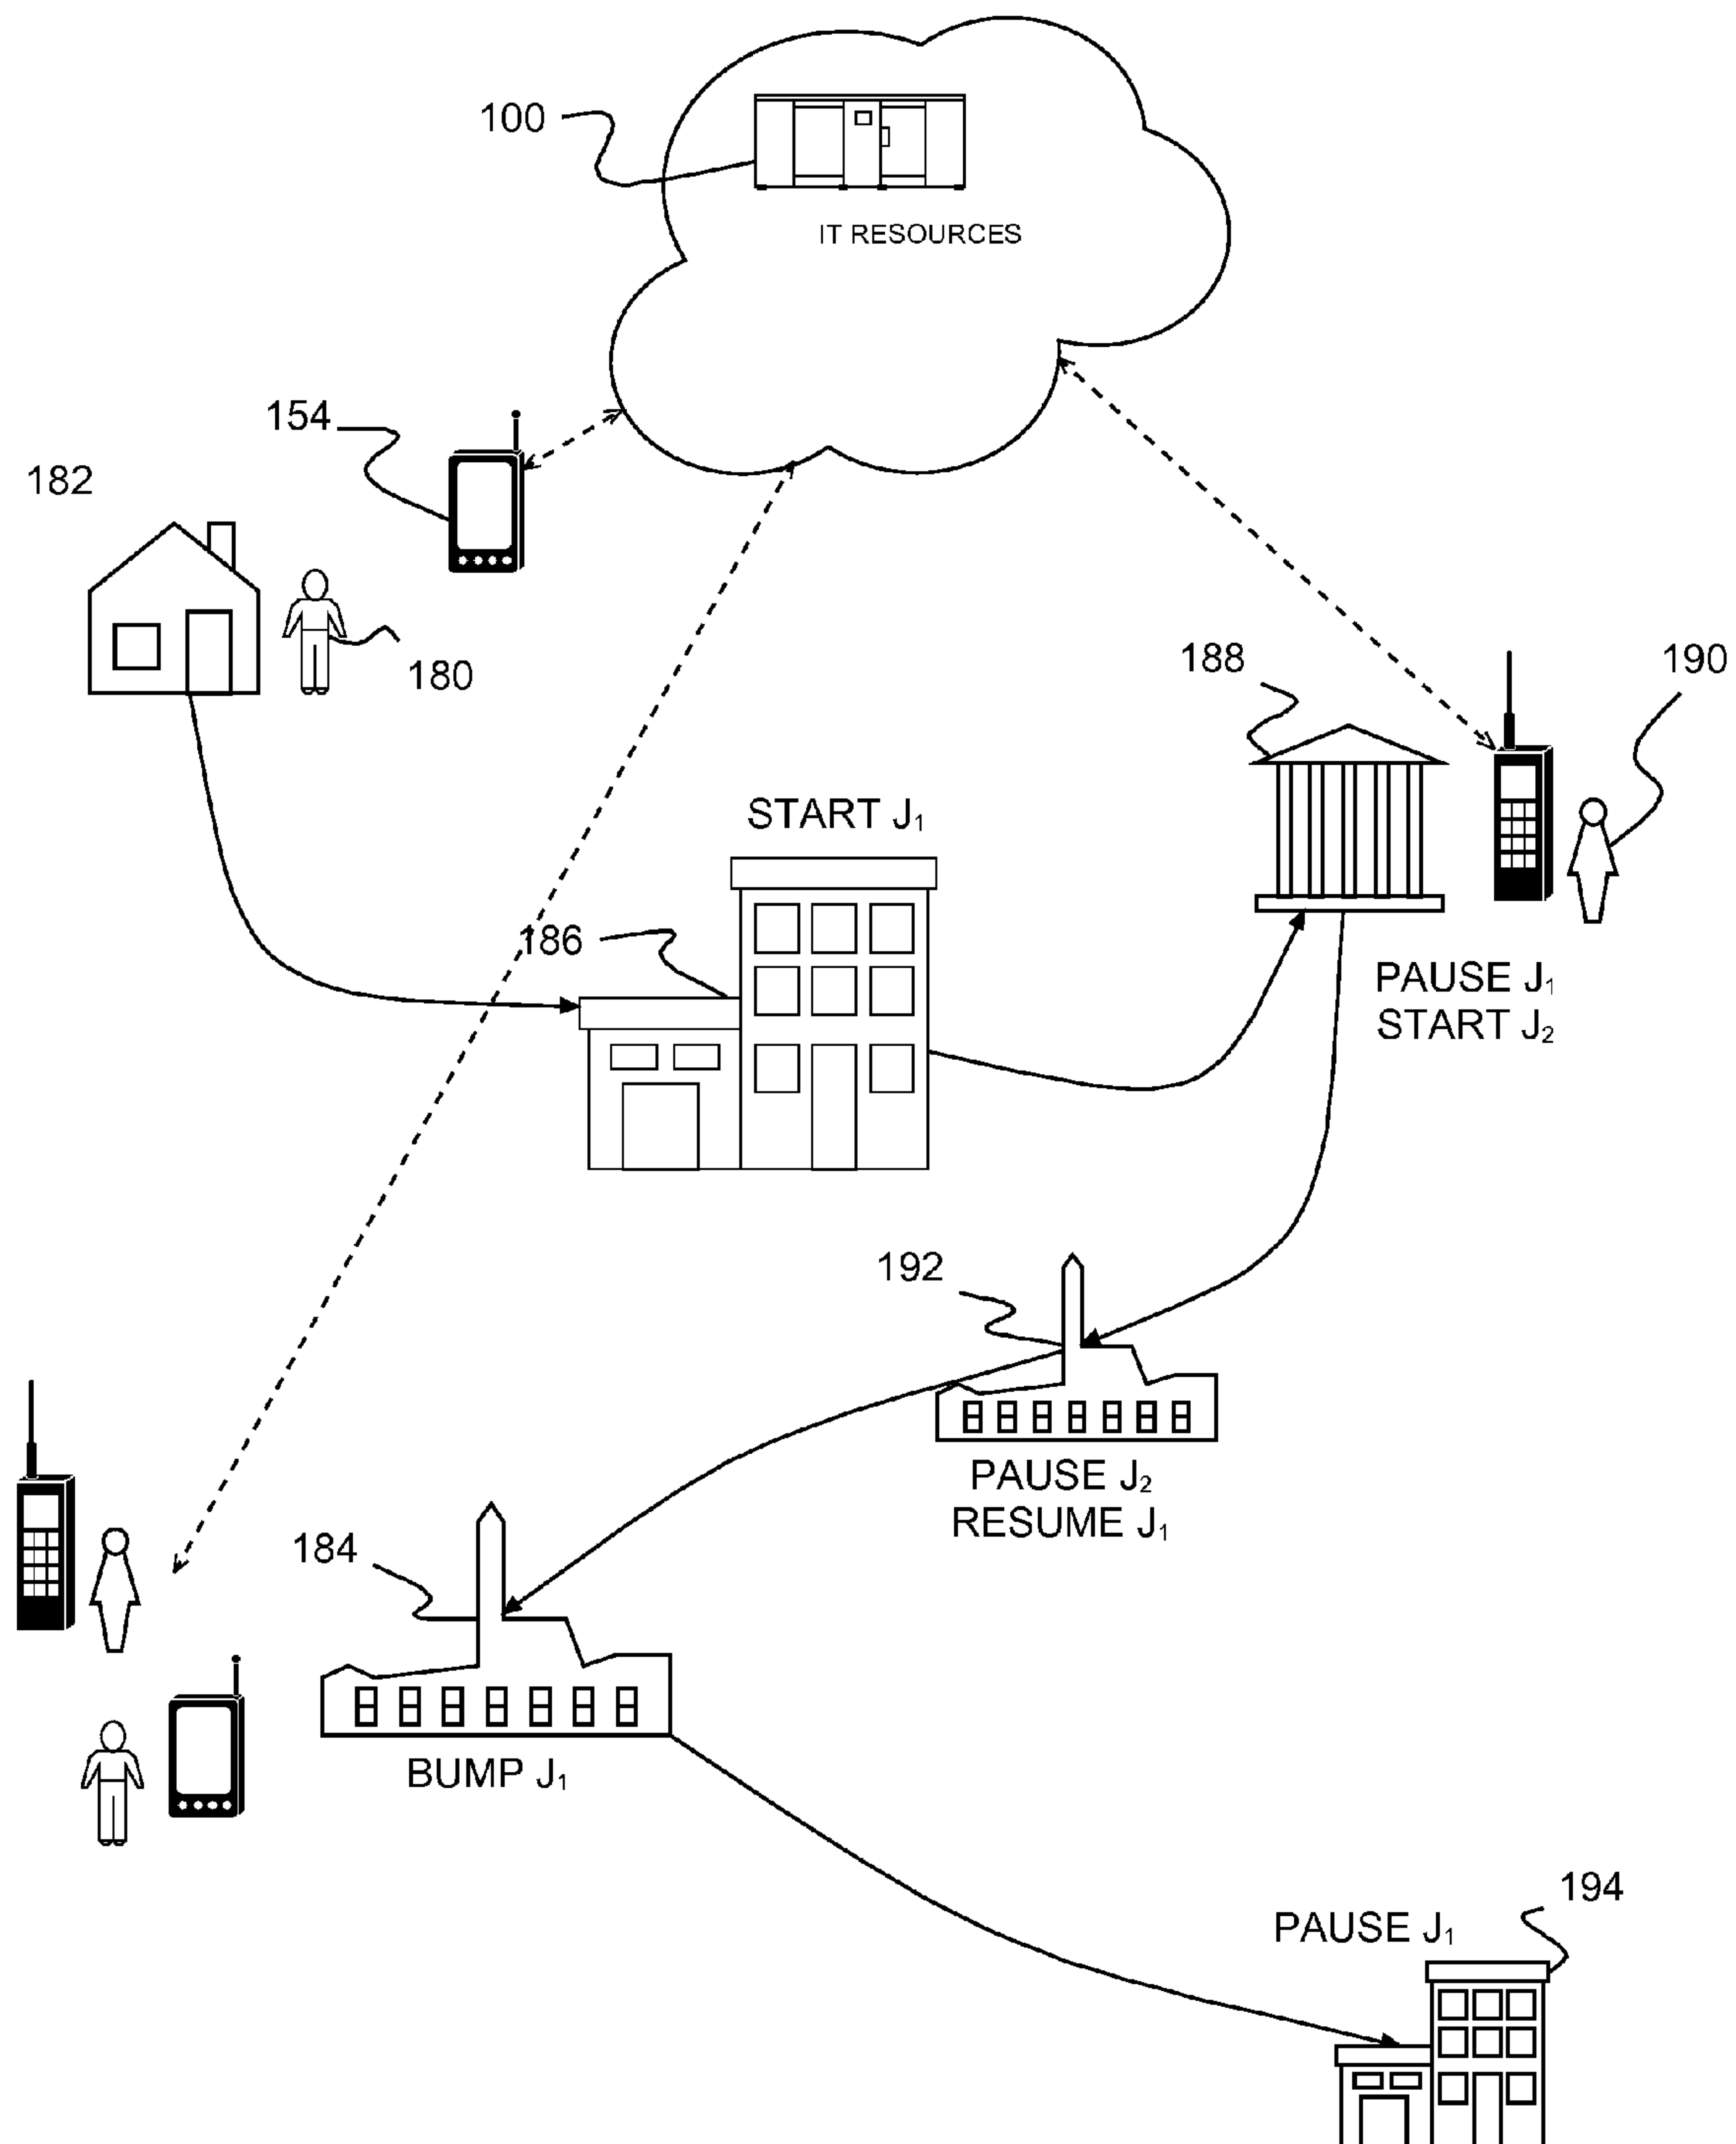 100
IT RESOURCES
154
182
180
188
190
START J₁
186
PAUSE J₁
START J₂
192
PAUSE J₂
RESUME J₁
184
BUMP J₁
194
PAUSE J₁